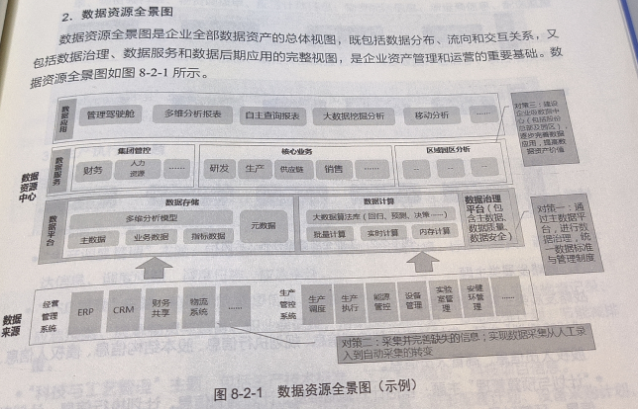 2. 数据资源全景图
数据资源全景图是企业全部数据资产的总体视图，既包括数据分布、流向和交互关系，又
包括数据治理、数据服务和数据后期应用的完整视图，是企业资产管理和运营的重要基础。数
据资源全景图如图 8-2-1 所示。
数据资源中心
数据应用
管理驾驶舱 多维分析报表 自主查询报表 大数据挖掘分析 移动分析 ……
数据服务
集团管控 核心业务 区域园区分析
财务 人力资源 …… 研发 生产 供应链 销售 …… … … …
数据平台
数据存储 数据计算
多维分析模型 元数据 大数据算法库（回归、预测、决策……）
主数据 业务数据 指标数据 批量计算 实时计算 内存计算
数据治理平台（包含主数据、数据质量、数据安全）
数据来源
经营管理系统 ERP CRM 财务共享 物流系统 ……
生产管控系统 生产调度 生产执行 能源管控 设备管理 实验室管理 安健环管理 ……
对策三：建设
企业级数据中
心（包括股份
总部及园区）
逐步完善数据
应用，提高数
据资产价值
对策一：通
过主数据平
台，进行数
据治理，统
一数据标准
与管理制度
对策二：采集并完善缺失的信息；实现数据采集从人工录
入到自动采集的转变
图 8-2-1 数据资源全景图（示例）